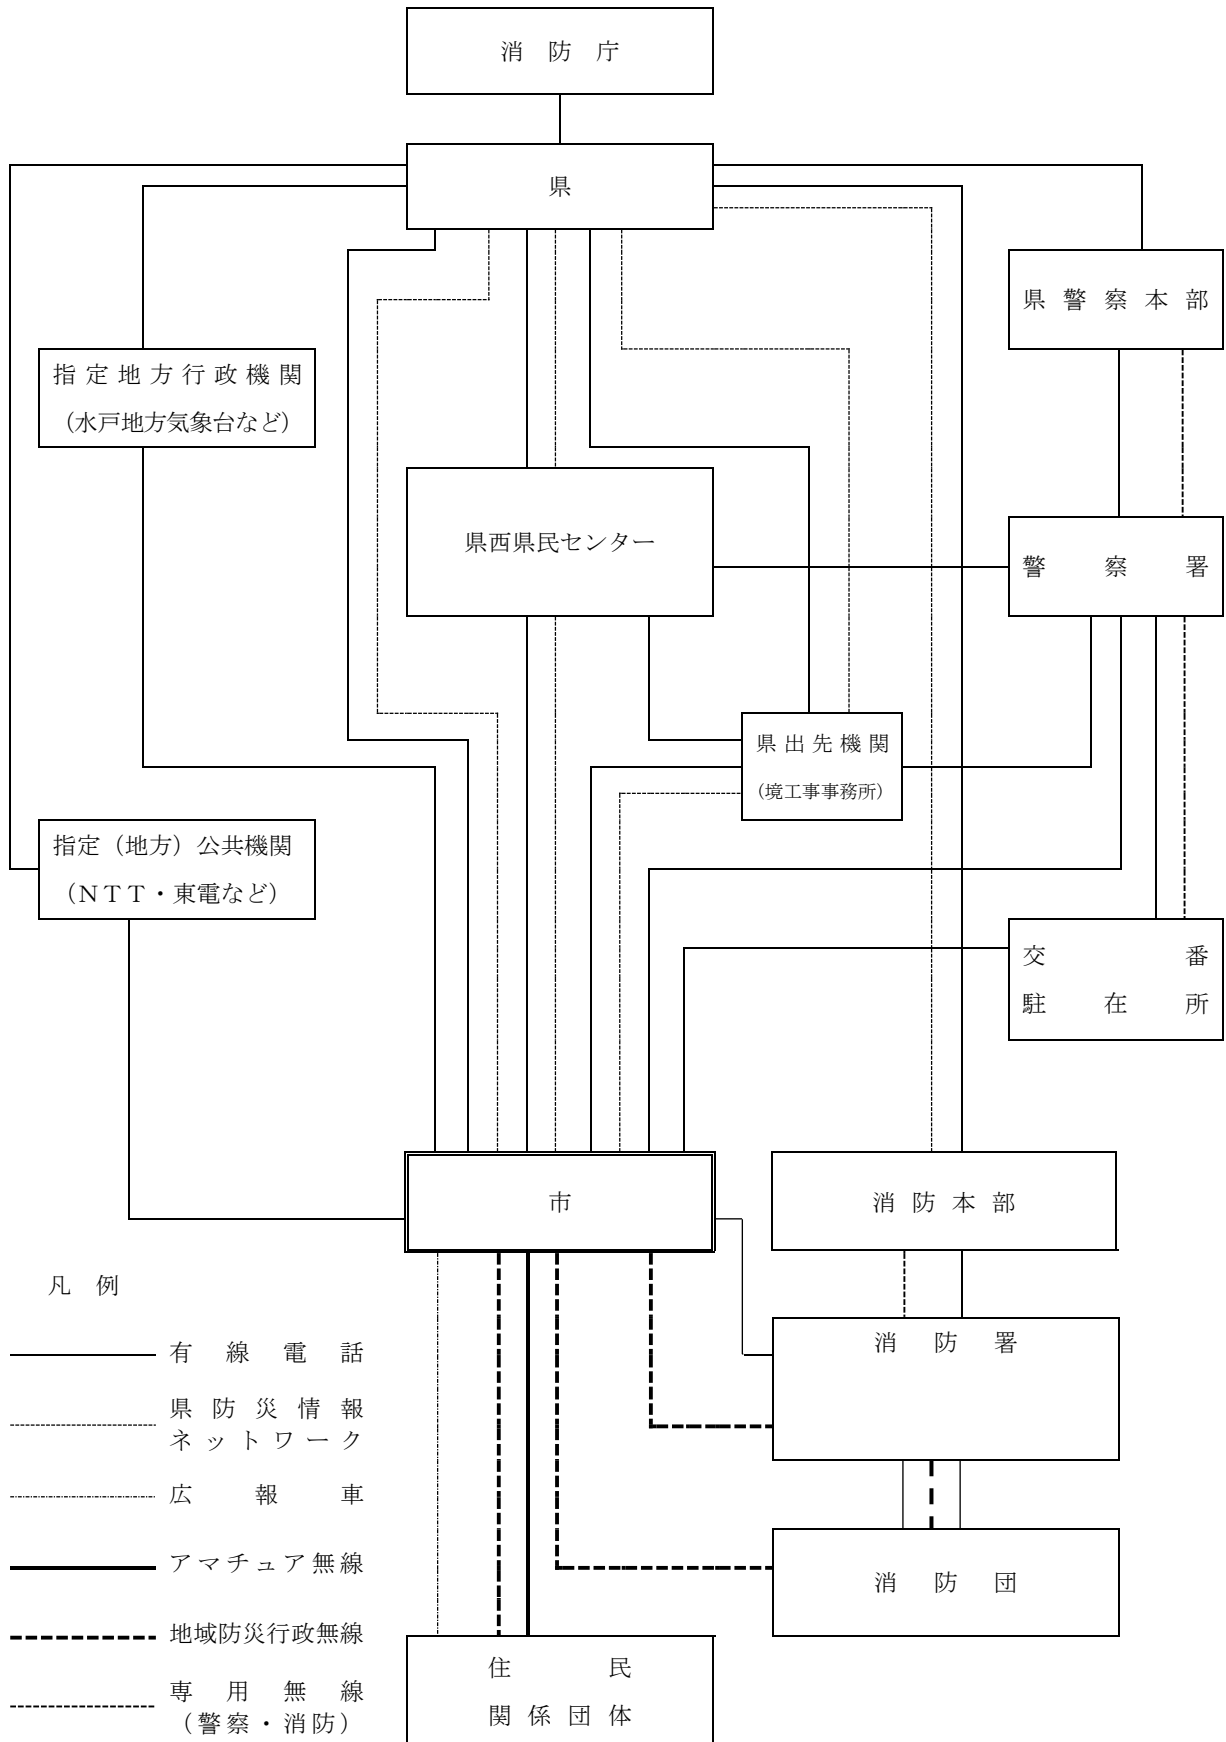 消防庁
県
県警察本部
指定地方行政機関
（水戸地方気象台など）
県西県民センター
警察署
県出先機関
（境工事事務所）
指定（地方）公共機関
（ＮＴＴ・東電など）
交番
駐在所
市
消防本部
凡例
消防署
有線電話
県防災情報
ネットワーク
広報車
アマチュア無線
消防団
地域防災行政無線
住民
関係団体
専用無線
（警察・消防）